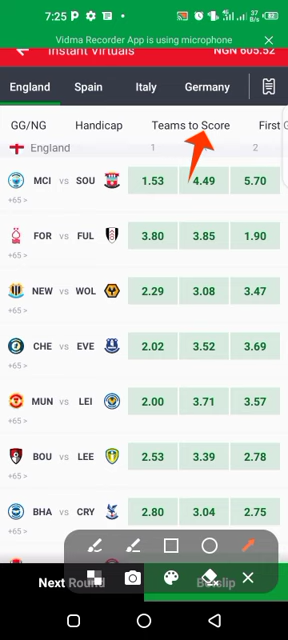 7:25
37
B/s
82
Vidma Recorder App is using microphone
Instant Virtuals NGN 605.52
England Spain Italy Germany
GG/NG Handicap Teams to Score First G
England 1 2
MCI vs SOU 1.53 4.49 5.70
+65 >
FOR vs FUL 3.80 3.85 1.90
+65 >
NEW vs WOL 2.29 3.08 3.47
+65 >
CHE vs EVE 2.02 3.52 3.69
+65 >
MUN vs LEI 2.00 3.71 3.57
+65 >
BOU vs LEE 2.53 3.39 2.78
+65 >
BHA vs CRY 2.80 3.04 2.75
+65 >
Next Round Betslip